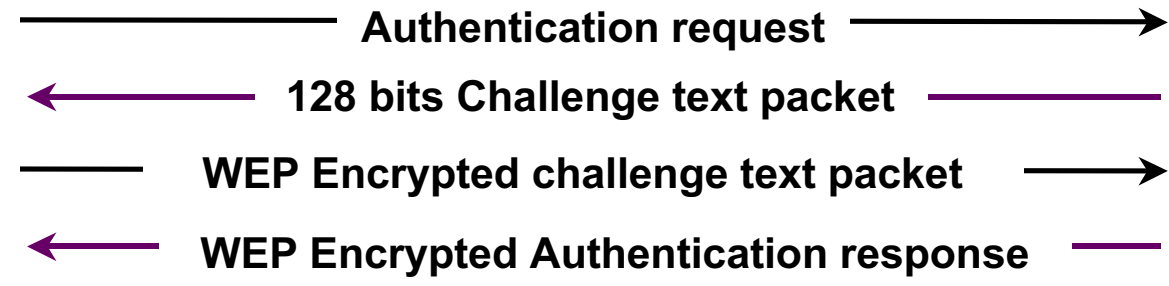 Authentication request
128 bits Challenge text packet
WEP Encrypted challenge text packet
WEP Encrypted Authentication response